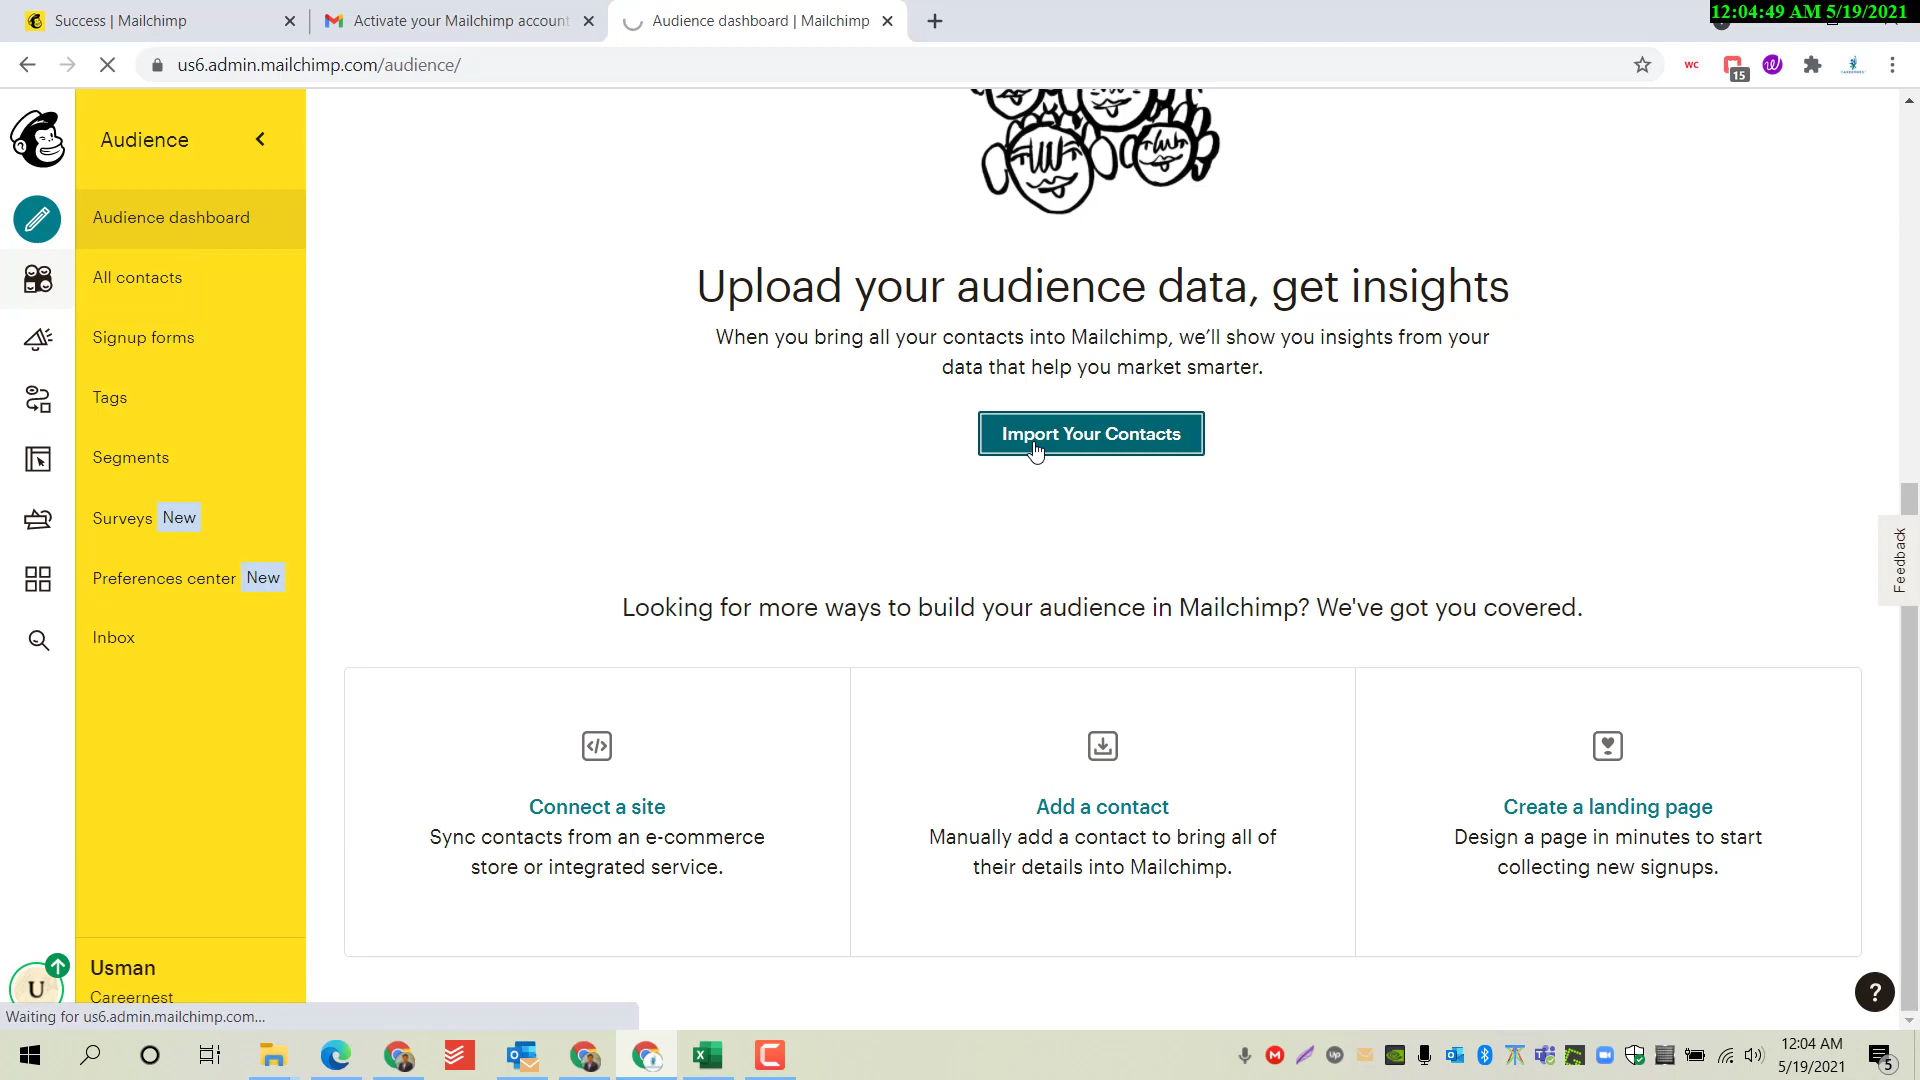 12:04:49 AM 5/19/2021
Success | Mailchimp
Activate your Mailchimp account
Audience dashboard | Mailchimp
us6.admin.mailchimp.com/audience/
wc
15
Audience
Audience dashboard
All contacts
Signup forms
Tags
Segments
Surveys New
Preferences center New
Inbox
Upload your audience data, get insights
When you bring all your contacts into Mailchimp, we'll show you insights from your
data that help you market smarter.
Import Your Contacts
Feedback
Looking for more ways to build your audience in Mailchimp? We've got you covered.
Connect a site
Sync contacts from an e-commerce
store or integrated service.
Add a contact
Manually add a contact to bring all of
their details into Mailchimp.
Create a landing page
Design a page in minutes to start
collecting new signups.
U
Usman
Careernest
?
Waiting for us6.admin.mailchimp.com...
12:04 AM
5/19/2021
5